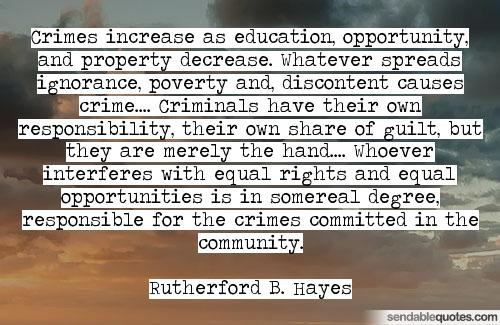 Crimes increase as education, opportunity,
and property decrease. Whatever spreads
ignorance, poverty and, discontent causes
crime.... Criminals have their own
responsibility, their own share of guilt, but
they are merely the hand.... Whoever
interferes with equal rights and equal
opportunities is in somereal degree,
responsible for the crimes committed in the
community.
Rutherford B. Hayes
sendablequotes.com